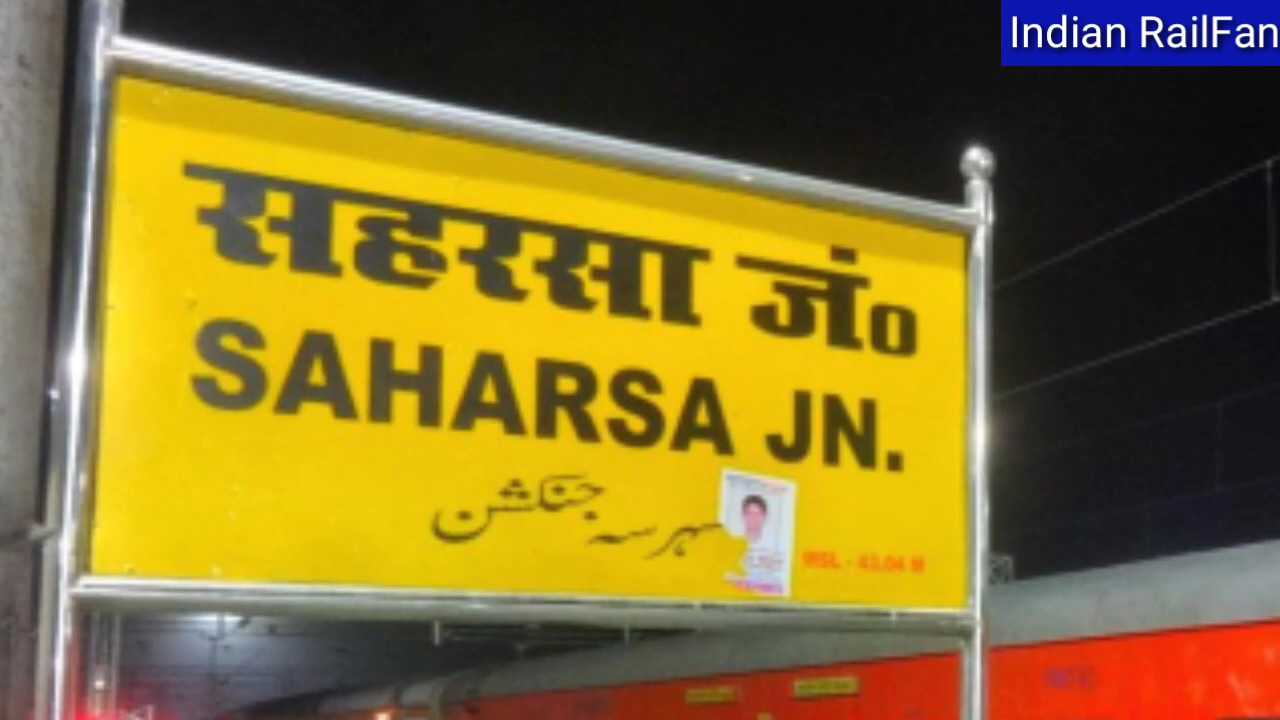 Indian RailFan
सहरसा जं०
SAHARSA JN.
سہرسہ جنکشن
MSL - 43.04 M